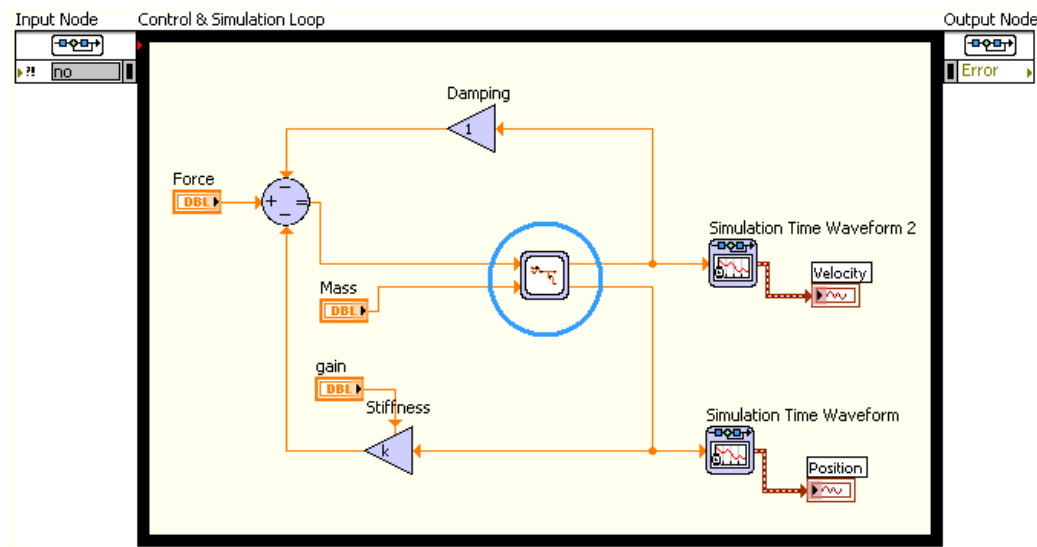 Input Node
Control & Simulation Loop
Output Node
?! no
Error
Damping
1
Force
DBL
+ − − =
Simulation Time Waveform 2
Velocity
Mass
DBL
gain
DBL
Stiffness
k
Simulation Time Waveform
Position